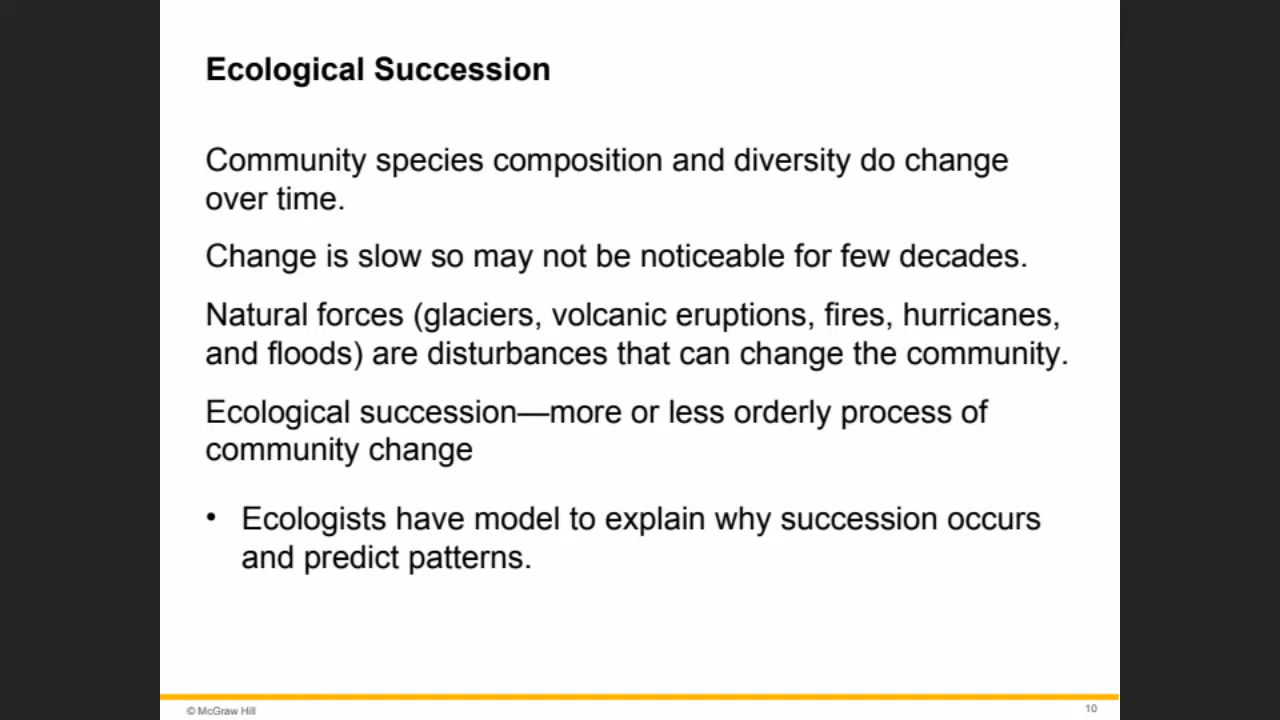 Ecological Succession
Community species composition and diversity do change
over time.
Change is slow so may not be noticeable for few decades.
Natural forces (glaciers, volcanic eruptions, fires, hurricanes,
and floods) are disturbances that can change the community.
Ecological succession—more or less orderly process of
community change
• Ecologists have model to explain why succession occurs
and predict patterns.
© McGraw Hill
10